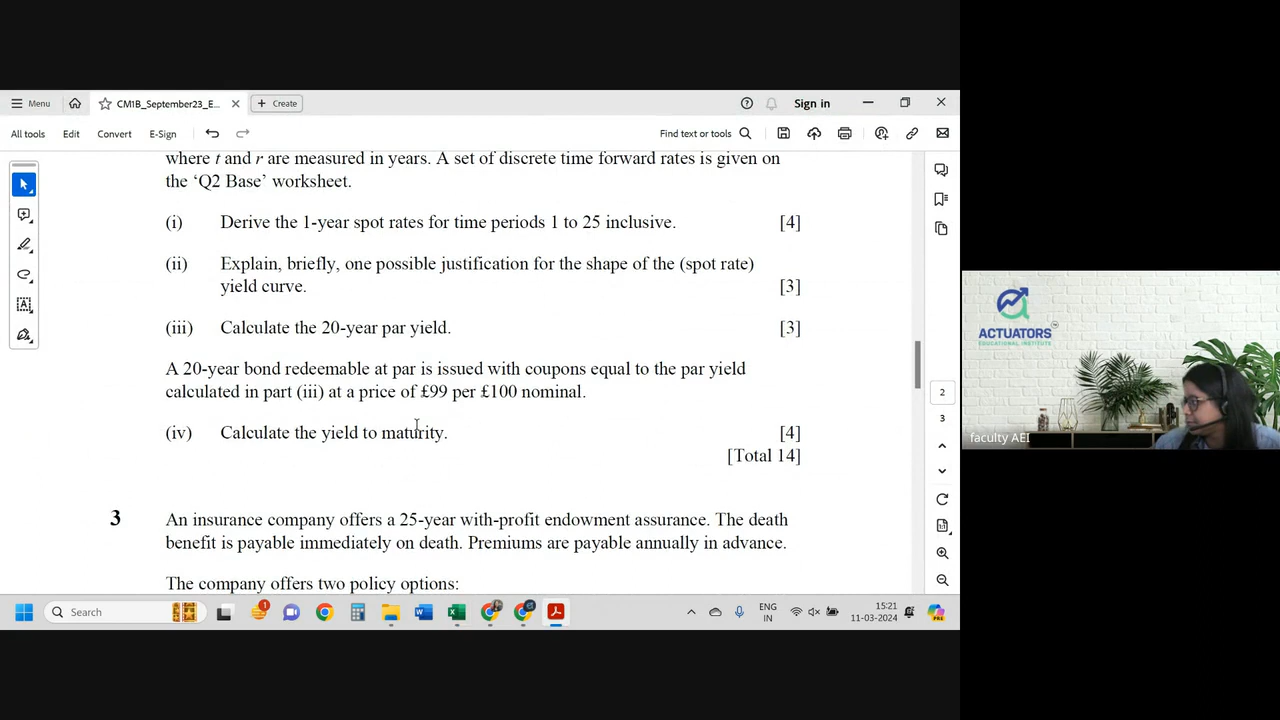 Menu
CM1B_September23_E...
Create
Sign in
All tools
Edit
Convert
E-Sign
Find text or tools
where t and r are measured in years. A set of discrete time forward rates is given on
the ‘Q2 Base’ worksheet.
(i) Derive the 1-year spot rates for time periods 1 to 25 inclusive. [4]
(ii) Explain, briefly, one possible justification for the shape of the (spot rate)
yield curve. [3]
(iii) Calculate the 20-year par yield. [3]
A 20-year bond redeemable at par is issued with coupons equal to the par yield
calculated in part (iii) at a price of £99 per £100 nominal.
(iv) Calculate the yield to maturity. [4]
[Total 14]
3 An insurance company offers a 25-year with-profit endowment assurance. The death
benefit is payable immediately on death. Premiums are payable annually in advance.
The company offers two policy options:
2
3
ACTUATORS
EDUCATIONAL INSTITUTE
faculty AEI
Search
1
ENG
IN
15:21
11-03-2024